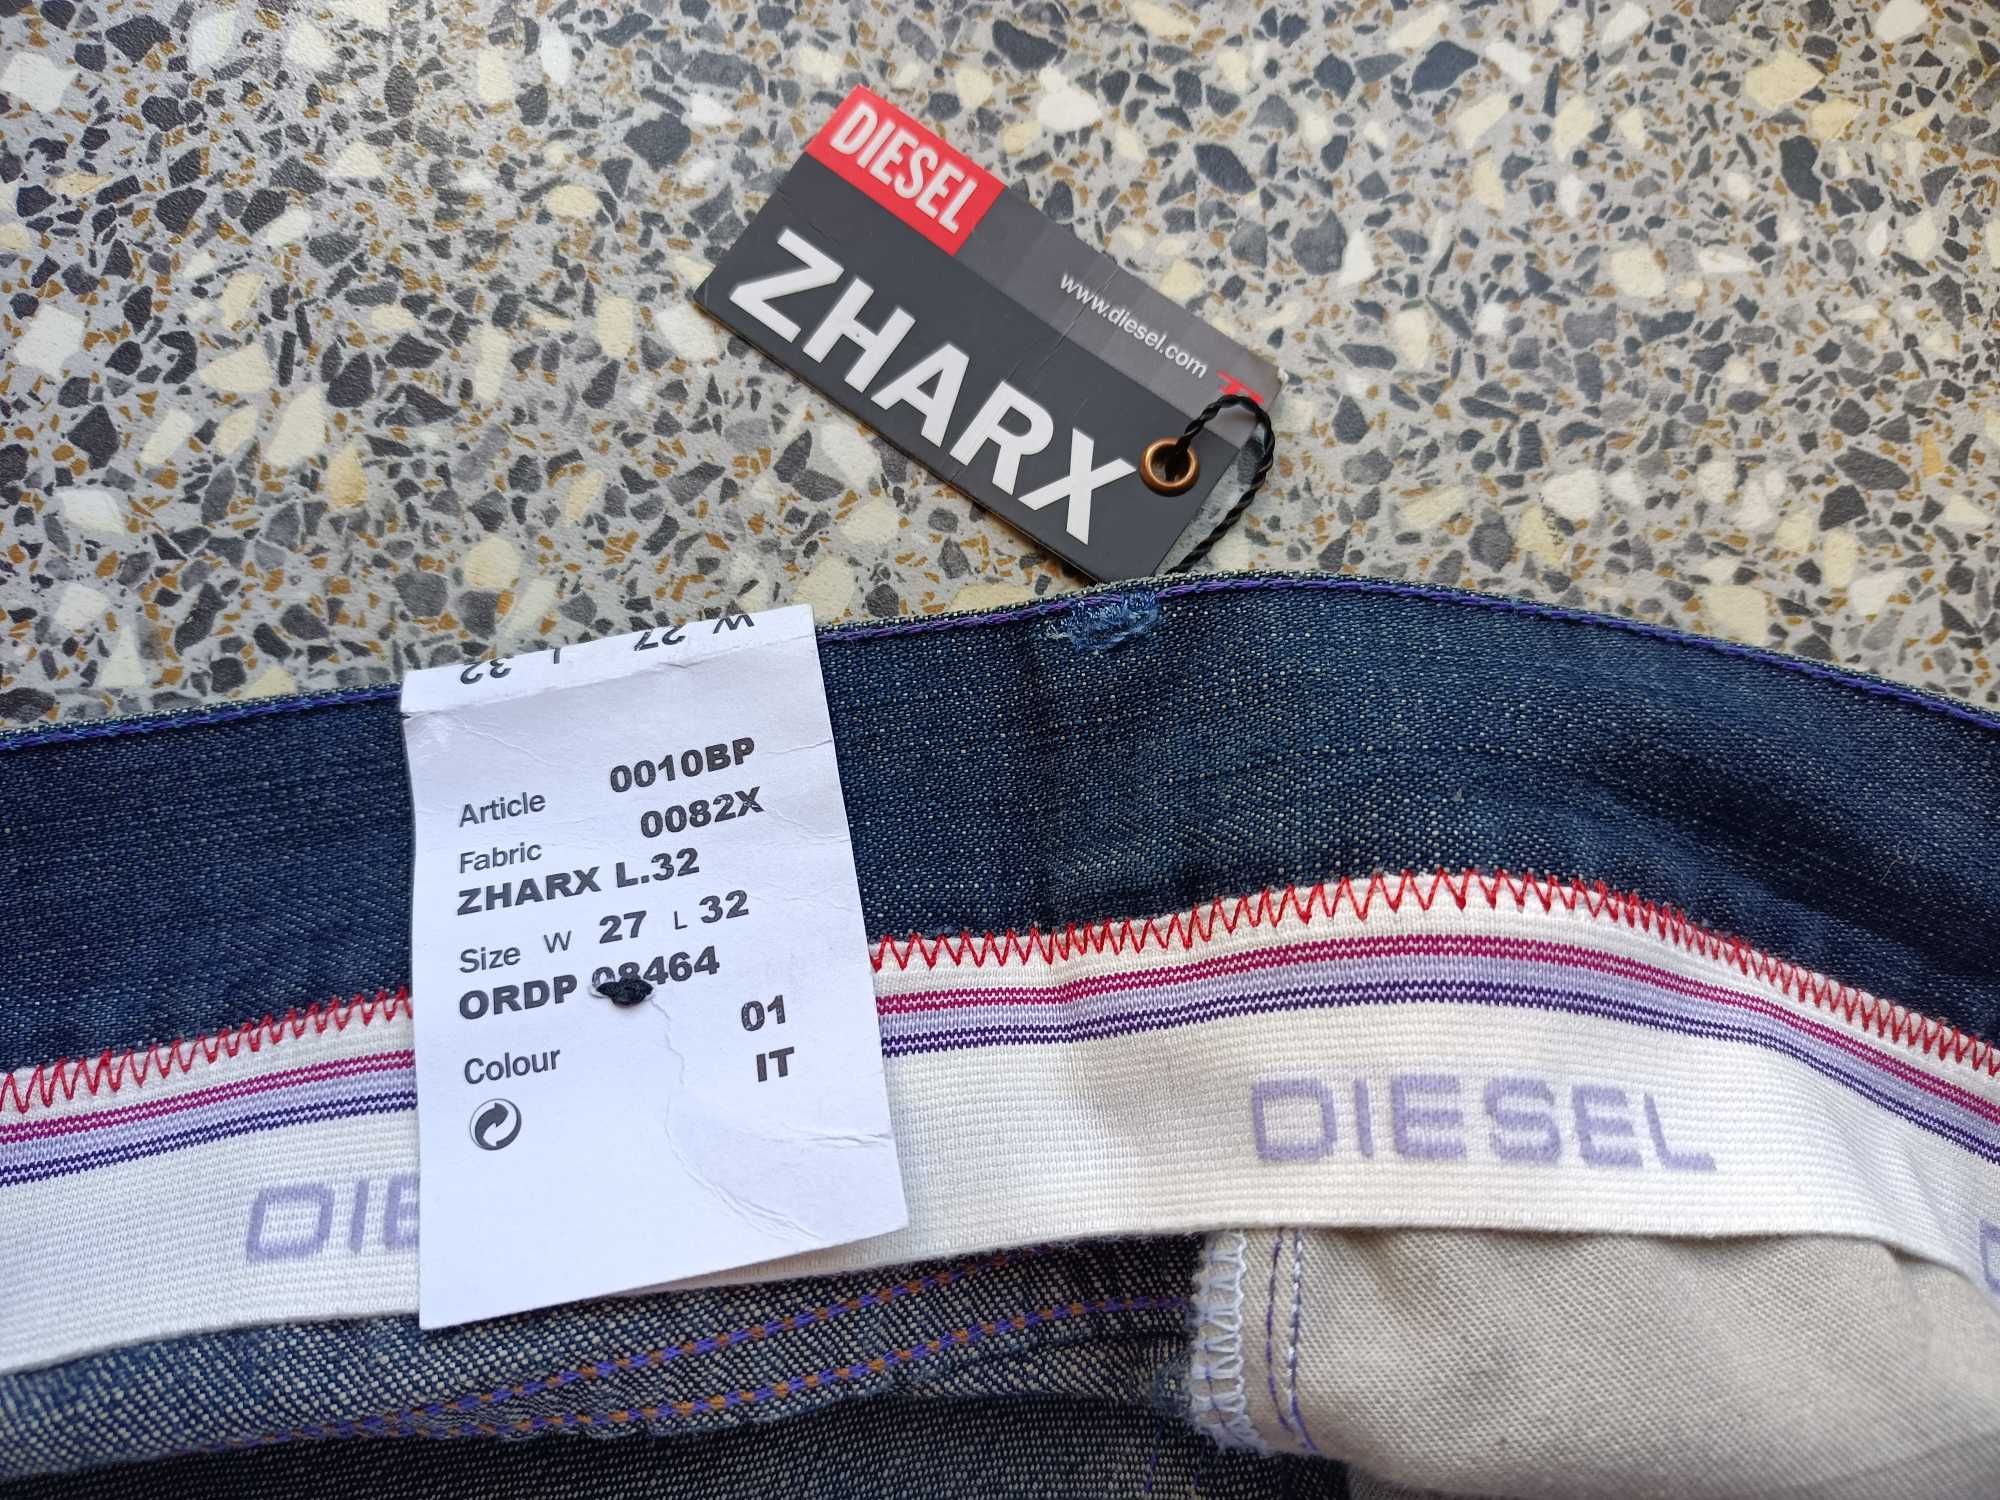 DIESEL
www.diesel.com
ZHARX
W 27 L 32
Article 0010BP
Fabric 0082X
ZHARX L.32
Size W 27 L 32
ORDP 08464
Colour 01
IT
DIE
DIESEL
D